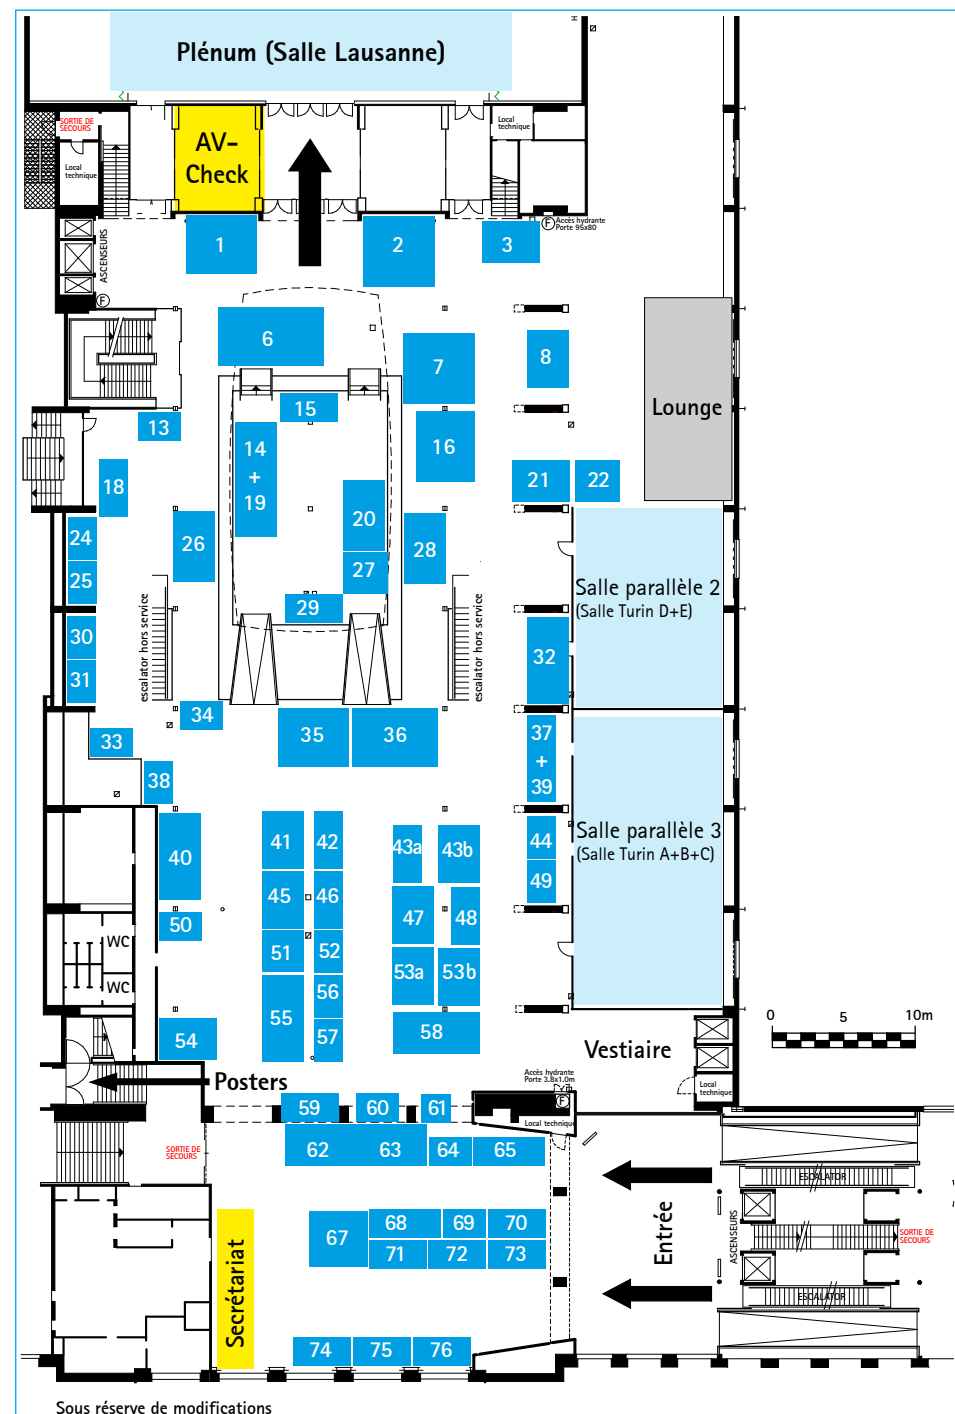 Plénum (Salle Lausanne)
SORTIE DE
SECOURS
AV-
Check
Local
technique
Local
technique
ASCENSEURS
F
1
2
3
F
Accès hydrante
Porte 95x80
6
7
8
Lounge
13
15
14
+
19
16
18
21
22
20
24
25
26
27
28
29
Salle parallèle 2
(Salle Turin D+E)
escalator hors service
escalator hors service
30
31
32
34
33
35
36
37
+
39
38
40
41
42
43a
43b
44
Salle parallèle 3
(Salle Turin A+B+C)
45
46
47
48
49
50
51
52
53a
53b
WC
WC
54
55
56
57
58
0
5
10m
Vestiaire
Posters
Accès hydrante
Porte 3.8x1.0m
F
Local
technique
59
60
61
Local technique
62
63
64
65
SORTIE DE
SECOURS
67
68
69
70
71
72
73
Secrétariat
Entrée
ESCALATOR
ASCENSEURS
SORTIE DE
SECOURS
ESCALATOR
74
75
76
Sous réserve de modifications